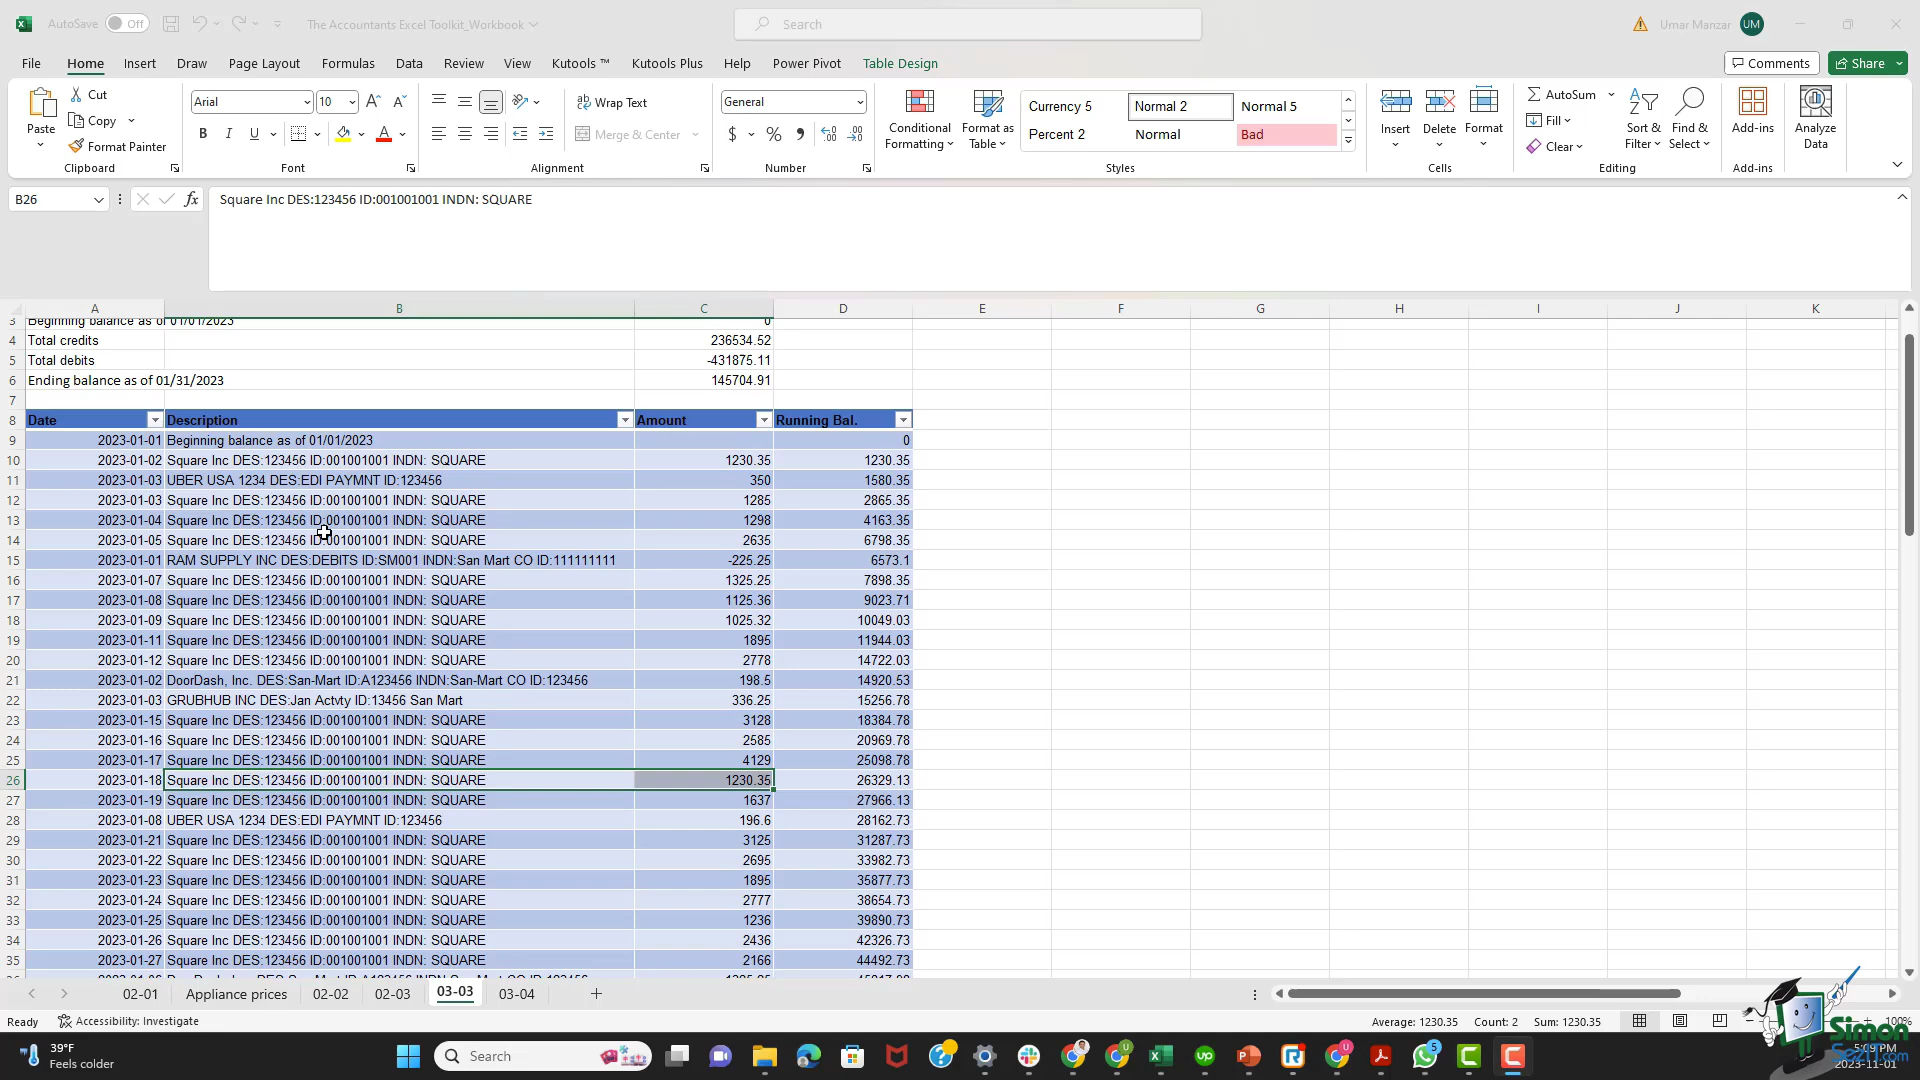 AutoSave Off The Accountants Excel Toolkit_Workbook Search Umar Manzar UM
File Home Insert Draw Page Layout Formulas Data Review View Kutools ™ Kutools Plus Help Power Pivot Table Design Comments Share
Paste Cut Copy Format Painter Clipboard
Arial 10 B I U A Font
ab Wrap Text Merge & Center Alignment
General $ % Number
Conditional Formatting Format as Table
Currency 5 Normal 2 Normal 5
Percent 2 Normal Bad
Styles
Insert Delete Format Cells
AutoSum Fill Clear Sort & Filter Find & Select Editing
Add-ins Add-ins
Analyze Data
B26 fx Square Inc DES:123456 ID:001001001 INDN: SQUARE
A B C D E F G H I J K
3 Beginning balance as of 01/01/2023 0
4 Total credits 236534.52
5 Total debits -431875.11
6 Ending balance as of 01/31/2023 145704.91
7
8 Date Description Amount Running Bal.
9 2023-01-01 Beginning balance as of 01/01/2023 0
10 2023-01-02 Square Inc DES:123456 ID:001001001 INDN: SQUARE 1230.35 1230.35
11 2023-01-03 UBER USA 1234 DES:EDI PAYMNT ID:123456 350 1580.35
12 2023-01-03 Square Inc DES:123456 ID:001001001 INDN: SQUARE 1285 2865.35
13 2023-01-04 Square Inc DES:123456 ID:001001001 INDN: SQUARE 1298 4163.35
14 2023-01-05 Square Inc DES:123456 ID:001001001 INDN: SQUARE 2635 6798.35
15 2023-01-01 RAM SUPPLY INC DES:DEBITS ID:SM001 INDN:San Mart CO ID:111111111 -225.25 6573.1
16 2023-01-07 Square Inc DES:123456 ID:001001001 INDN: SQUARE 1325.25 7898.35
17 2023-01-08 Square Inc DES:123456 ID:001001001 INDN: SQUARE 1125.36 9023.71
18 2023-01-09 Square Inc DES:123456 ID:001001001 INDN: SQUARE 1025.32 10049.03
19 2023-01-11 Square Inc DES:123456 ID:001001001 INDN: SQUARE 1895 11944.03
20 2023-01-12 Square Inc DES:123456 ID:001001001 INDN: SQUARE 2778 14722.03
21 2023-01-02 DoorDash, Inc. DES:San-Mart ID:A123456 INDN:San-Mart CO ID:123456 198.5 14920.53
22 2023-01-03 GRUBHUB INC DES:Jan Actvty ID:13456 San Mart 336.25 15256.78
23 2023-01-15 Square Inc DES:123456 ID:001001001 INDN: SQUARE 3128 18384.78
24 2023-01-16 Square Inc DES:123456 ID:001001001 INDN: SQUARE 2585 20969.78
25 2023-01-17 Square Inc DES:123456 ID:001001001 INDN: SQUARE 4129 25098.78
26 2023-01-18 Square Inc DES:123456 ID:001001001 INDN: SQUARE 1230.35 26329.13
27 2023-01-19 Square Inc DES:123456 ID:001001001 INDN: SQUARE 1637 27966.13
28 2023-01-08 UBER USA 1234 DES:EDI PAYMNT ID:123456 196.6 28162.73
29 2023-01-21 Square Inc DES:123456 ID:001001001 INDN: SQUARE 3125 31287.73
30 2023-01-22 Square Inc DES:123456 ID:001001001 INDN: SQUARE 2695 33982.73
31 2023-01-23 Square Inc DES:123456 ID:001001001 INDN: SQUARE 1895 35877.73
32 2023-01-24 Square Inc DES:123456 ID:001001001 INDN: SQUARE 2777 38654.73
33 2023-01-25 Square Inc DES:123456 ID:001001001 INDN: SQUARE 1236 39890.73
34 2023-01-26 Square Inc DES:123456 ID:001001001 INDN: SQUARE 2436 42326.73
35 2023-01-27 Square Inc DES:123456 ID:001001001 INDN: SQUARE 2166 44492.73
02-01 Appliance prices 02-02 02-03 03-03 03-04
Ready Accessibility: Investigate Average: 1230.35 Count: 2 Sum: 1230.35 100%
Simon SezIT.com
39°F
Feels colder
Search
5:09 PM
2023-11-01